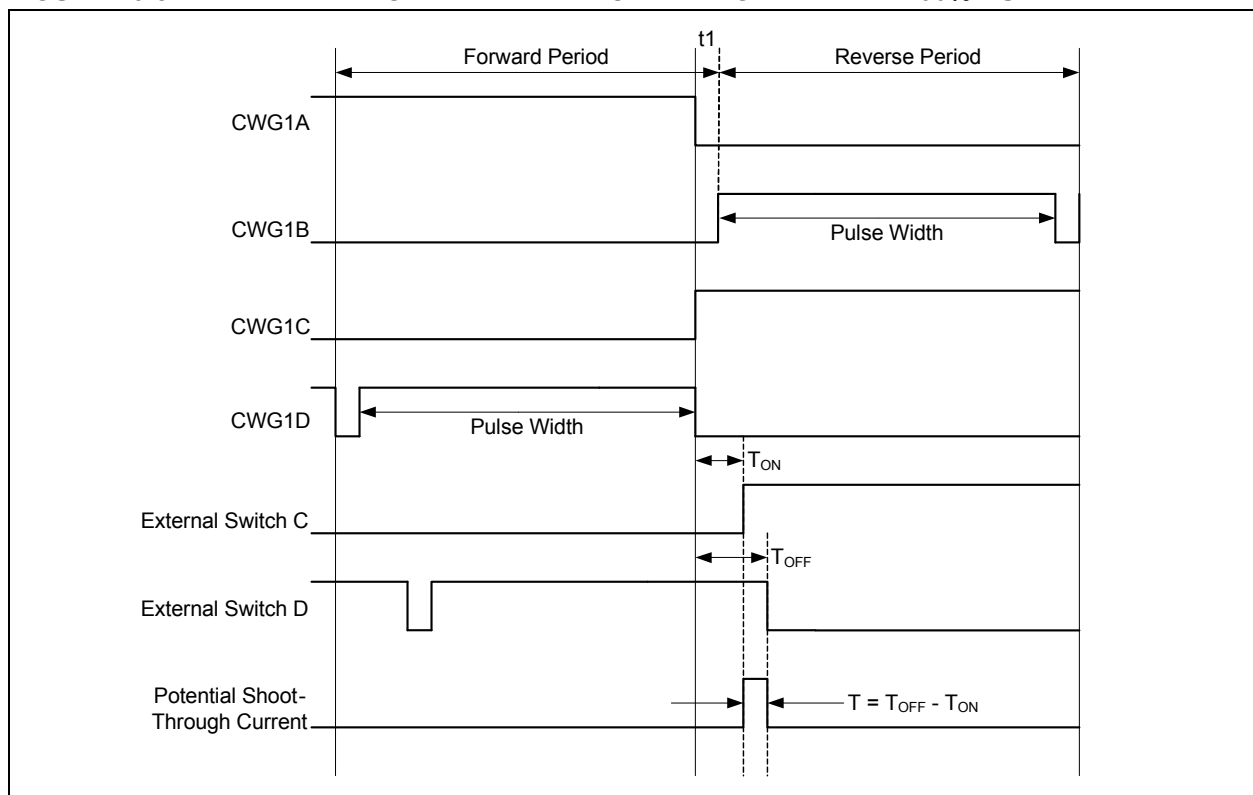 t1
Forward Period
Reverse Period
CWG1A
CWG1B
Pulse Width
CWG1C
CWG1D
Pulse Width
TON
External Switch C
TOFF
External Switch D
Potential Shoot-
Through Current
T = TOFF - TON